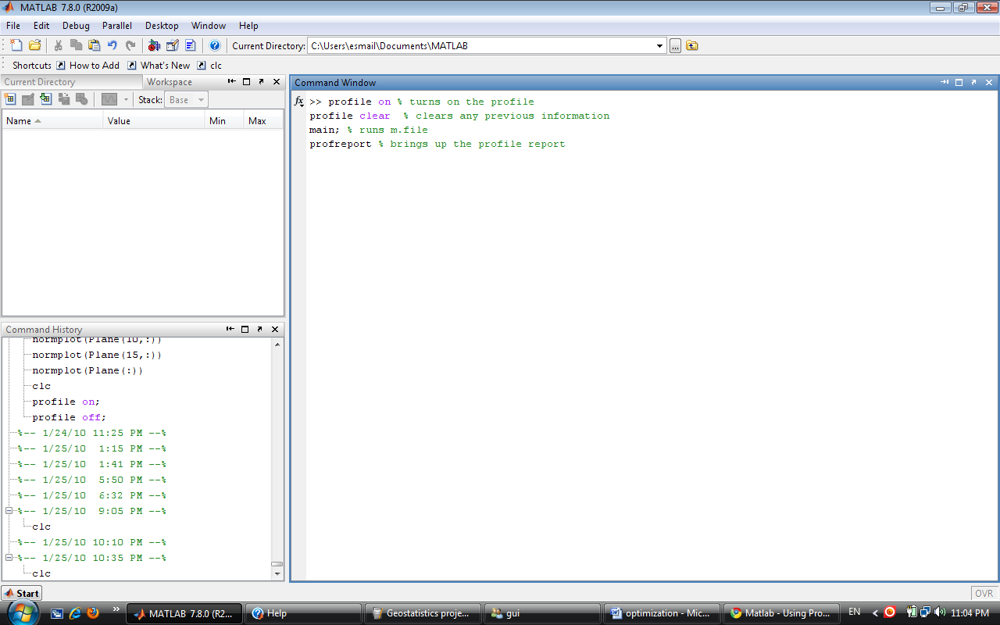 MATLAB 7.8.0 (R2009a)
File Edit Debug Parallel Desktop Window Help
Current Directory: C:\Users\esmail\Documents\MATLAB ...
Shortcuts How to Add What's New clc
Current Directory Workspace
Stack: Base
Name Value Min Max
Command History
normplot(Plane(10,:))
normplot(Plane(15,:))
normplot(Plane(:))
clc
profile on;
profile off;
%-- 1/24/10 11:25 PM --%
%-- 1/25/10  1:15 PM --%
%-- 1/25/10  1:41 PM --%
%-- 1/25/10  5:50 PM --%
%-- 1/25/10  6:32 PM --%
%-- 1/25/10  9:05 PM --%
clc
%-- 1/25/10 10:10 PM --%
%-- 1/25/10 10:35 PM --%
clc
Command Window
fx >> profile on % turns on the profile
profile clear  % clears any previous information
main; % runs m.file
profreport % brings up the profile report
Start OVR
MATLAB 7.8.0 (R2... Help Geostatistics proje... gui optimization - Mic... Matlab - Using Pro... EN 11:04 PM